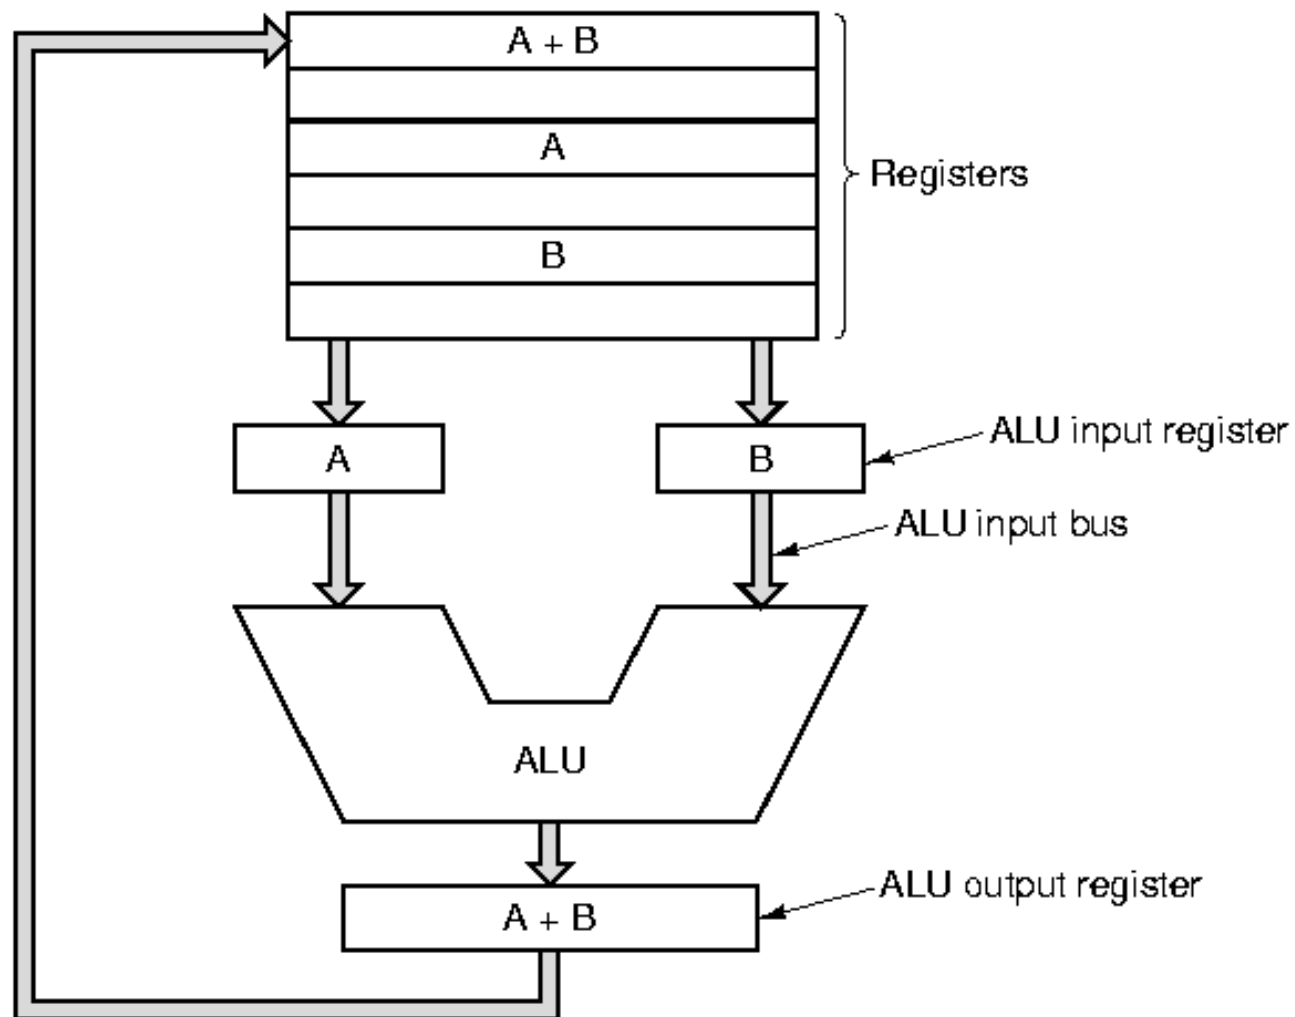 A + B
A
Registers
B
A
B
ALU input register
ALU input bus
ALU
A + B
ALU output register